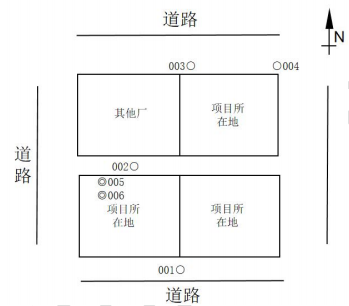 道路
N
003○
○004
其他厂
项目所
在地
道
路
002○
◎005
◎006
项目所
在地
项目所
在地
001○
道路